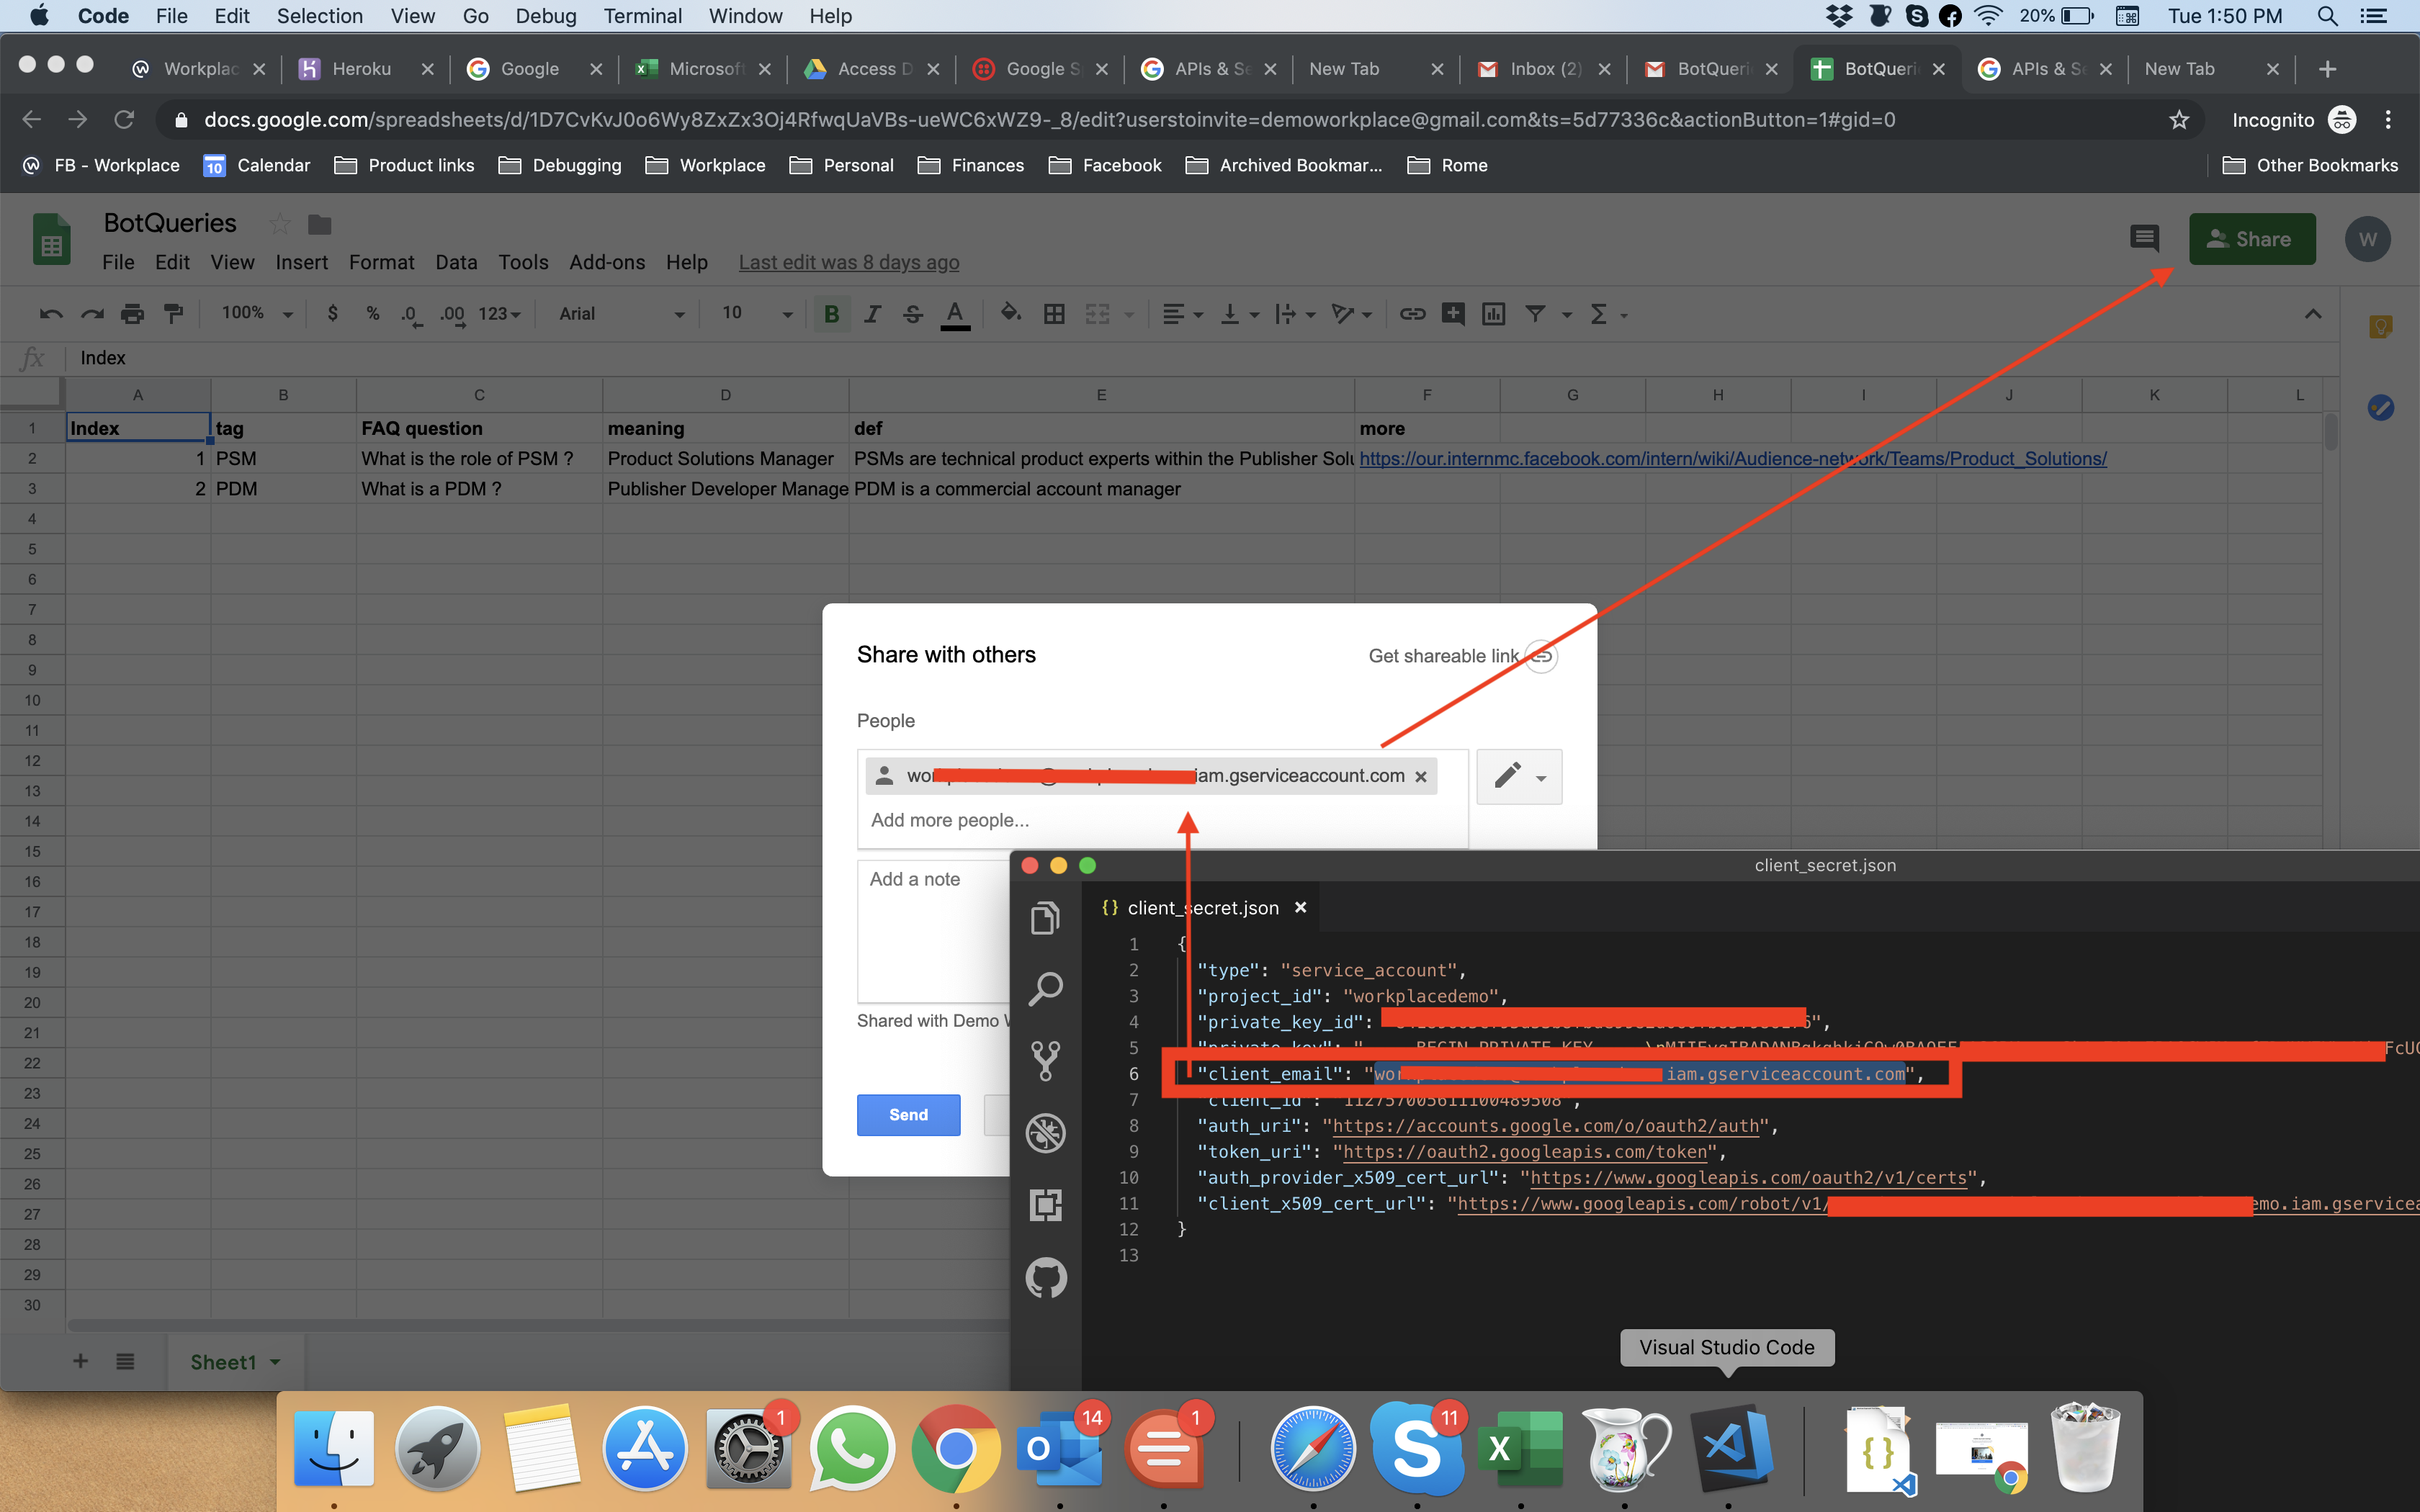 Code File Edit Selection View Go Debug Terminal Window Help 20% Tue 1:50 PM
Workplac Heroku Google Microsof Access D Google S APIs & Se New Tab Inbox (2) BotQueri BotQueri APIs & Se New Tab
docs.google.com/spreadsheets/d/1D7CvKvJ0o6Wy8ZxZx3Oj4RfwqUaVBs-ueWC6xWZ9-_8/edit?userstoinvite=demoworkplace@gmail.com&ts=5d77336c&actionButton=1#gid=0 Incognito
FB - Workplace 10 Calendar Product links Debugging Workplace Personal Finances Facebook Archived Bookmar... Rome Other Bookmarks
BotQueries
Share W
File Edit View Insert Format Data Tools Add-ons Help Last edit was 8 days ago
100% $ % .0 .00 123 Arial 10 B I S A
fx Index
A B C D E F G H I J K L
1 Index tag FAQ question meaning def more
2 1 PSM What is the role of PSM ? Product Solutions Manager PSMs are technical product experts within the Publisher Solu https://our.internmc.facebook.com/intern/wiki/Audience-network/Teams/Product_Solutions/
3 2 PDM What is a PDM ? Publisher Developer Manage PDM is a commercial account manager
4
5
6
7
8
9
10
11
12
13
14
15
16
17
18
19
20
21
22
23
24
25
26
27
28
29
30
Share with others Get shareable link
People
wor iam.gserviceaccount.com
Add more people...
Add a note
Shared with Demo W
Send
client_secret.json
{} client_secret.json
1 {
2 "type": "service_account",
3 "project_id": "workplacedemo",
4 "private_key_id": 6",
5 "private_key": "-----BEGIN PRIVATE KEY-----
6 "client_email": "wor iam.gserviceaccount.com",
7 "client_id": "112757005611100489508",
8 "auth_uri": "https://accounts.google.com/o/oauth2/auth",
9 "token_uri": "https://oauth2.googleapis.com/token",
10 "auth_provider_x509_cert_url": "https://www.googleapis.com/oauth2/v1/certs",
11 "client_x509_cert_url": "https://www.googleapis.com/robot/v1/ emo.iam.gservicea
12 }
13
Visual Studio Code
Sheet1
1 14 1 11